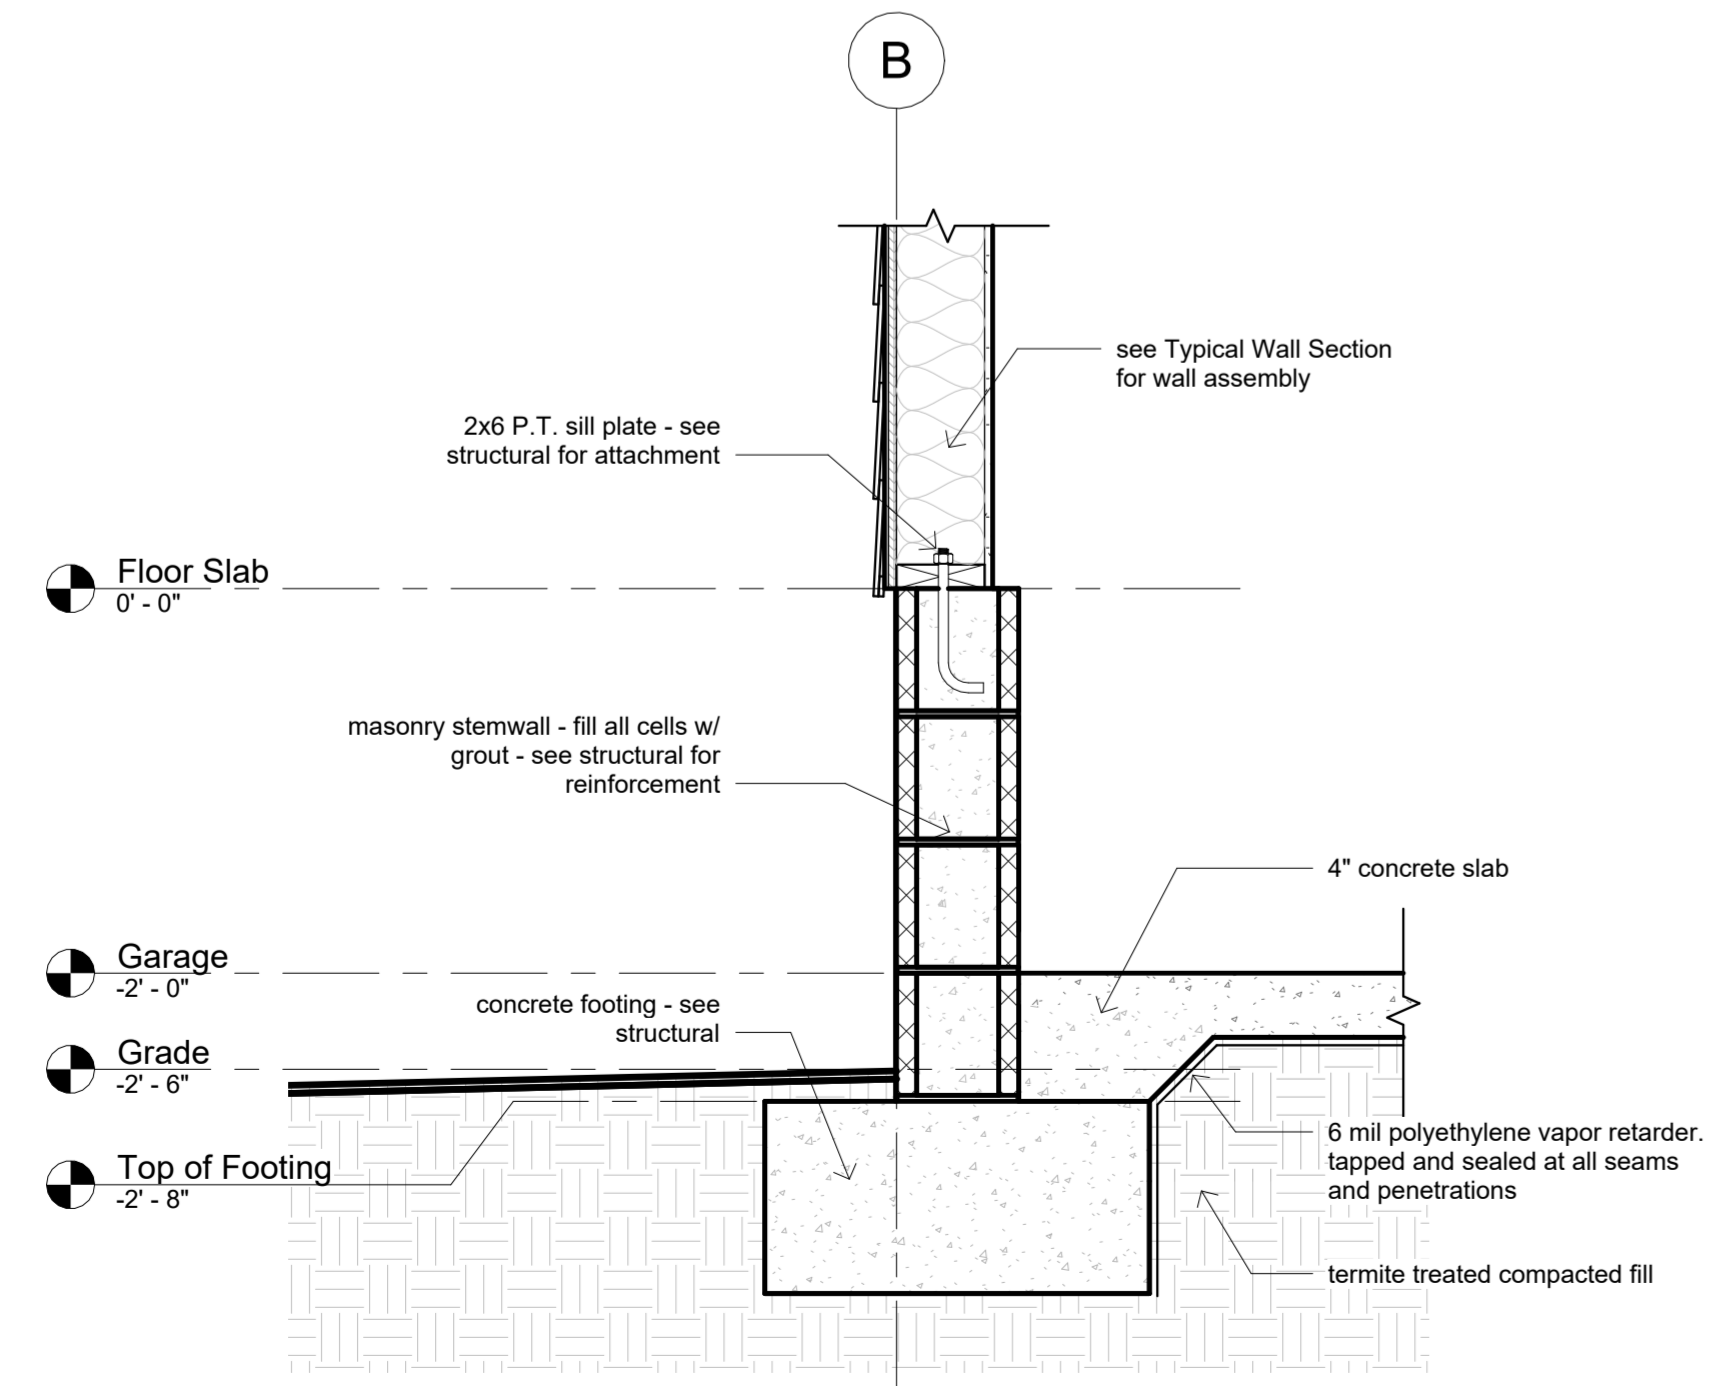 B
see Typical Wall Section
for wall assembly
2x6 P.T. sill plate - see
structural for attachment
Floor Slab
0' - 0"
masonry stemwall - fill all cells w/
grout - see structural for
reinforcement
4" concrete slab
Garage
-2' - 0"
concrete footing - see
structural
Grade
-2' - 6"
6 mil polyethylene vapor retarder.
tapped and sealed at all seams
and penetrations
Top of Footing
-2' - 8"
termite treated compacted fill